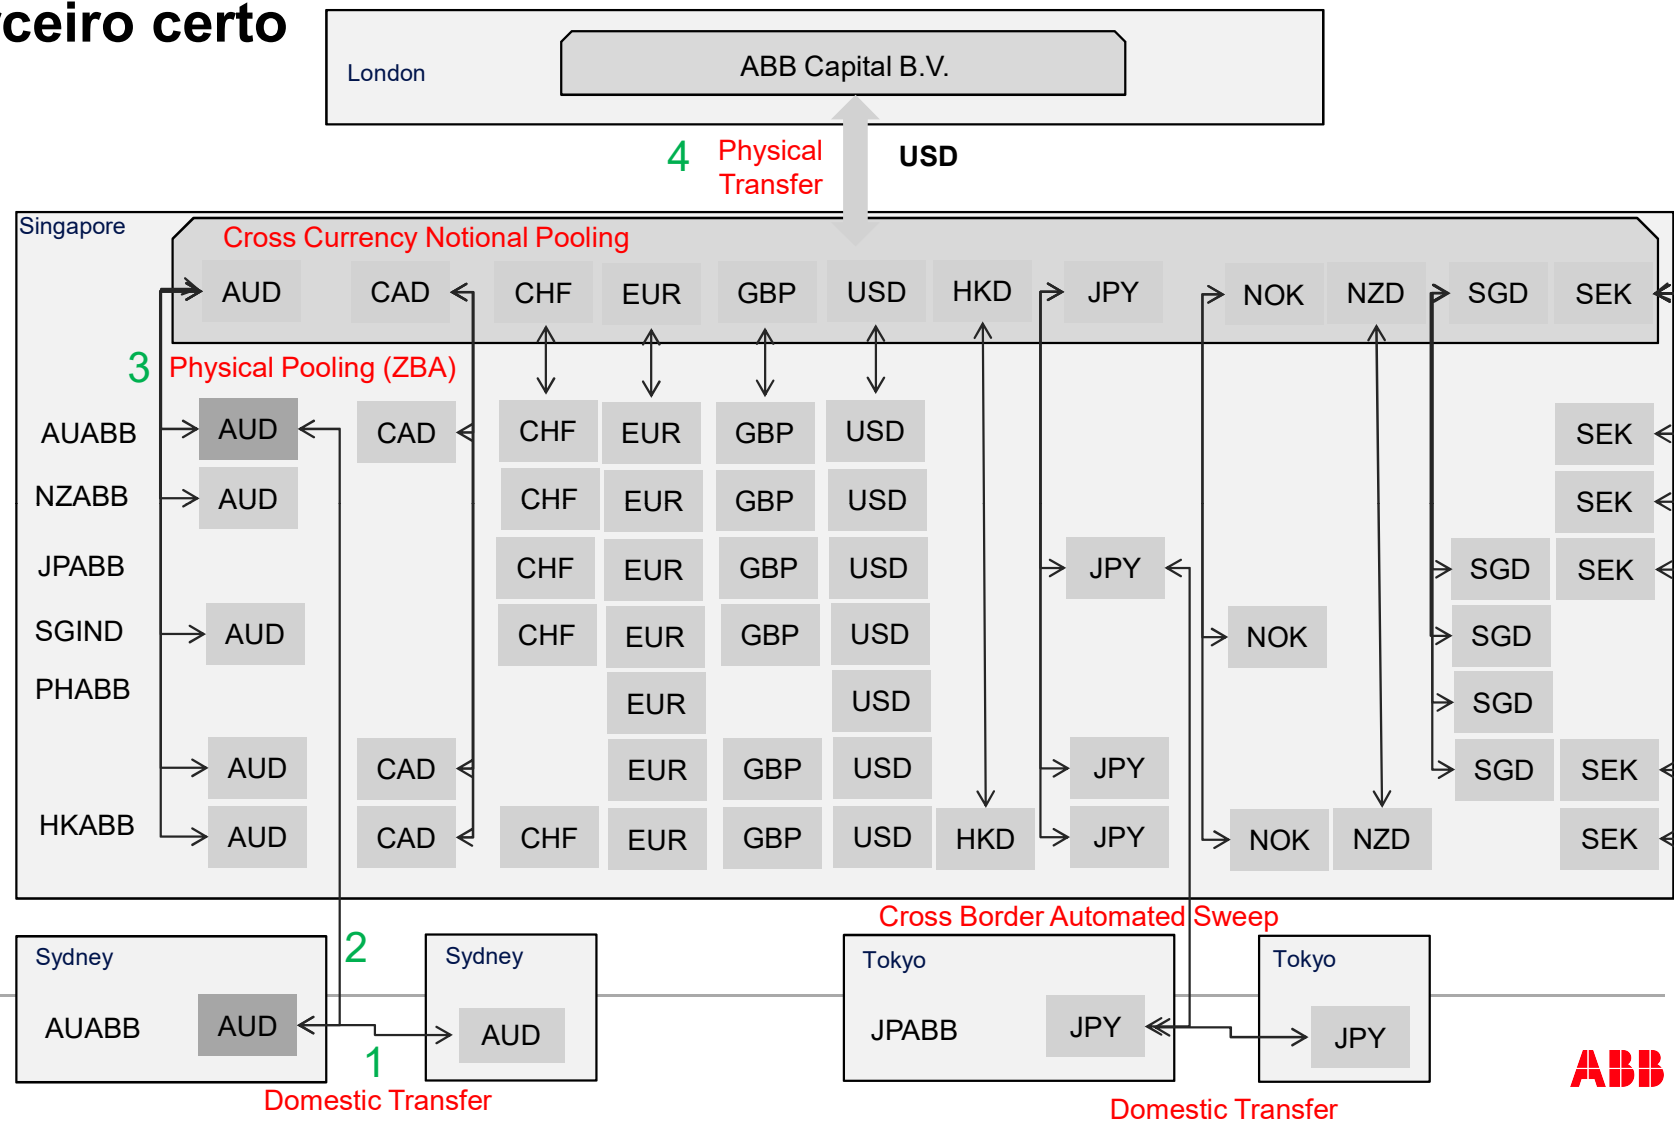 rceiro certo
London
ABB Capital B.V.
4
Physical
Transfer
USD
Singapore
Cross Currency Notional Pooling
AUD CAD CHF EUR GBP USD HKD JPY NOK NZD SGD SEK
3 Physical Pooling (ZBA)
AUABB AUD CAD CHF EUR GBP USD SEK
NZABB AUD CHF EUR GBP USD SEK
JPABB CHF EUR GBP USD JPY SGD SEK
SGIND AUD CHF EUR GBP USD NOK SGD
PHABB EUR USD SGD
AUD CAD EUR GBP USD JPY SGD SEK
HKABB AUD CAD CHF EUR GBP USD HKD JPY NOK NZD SEK
Cross Border Automated Sweep
Sydney 2 Sydney Tokyo Tokyo
AUABB AUD AUD JPABB JPY JPY
1
Domestic Transfer
Domestic Transfer
ABB